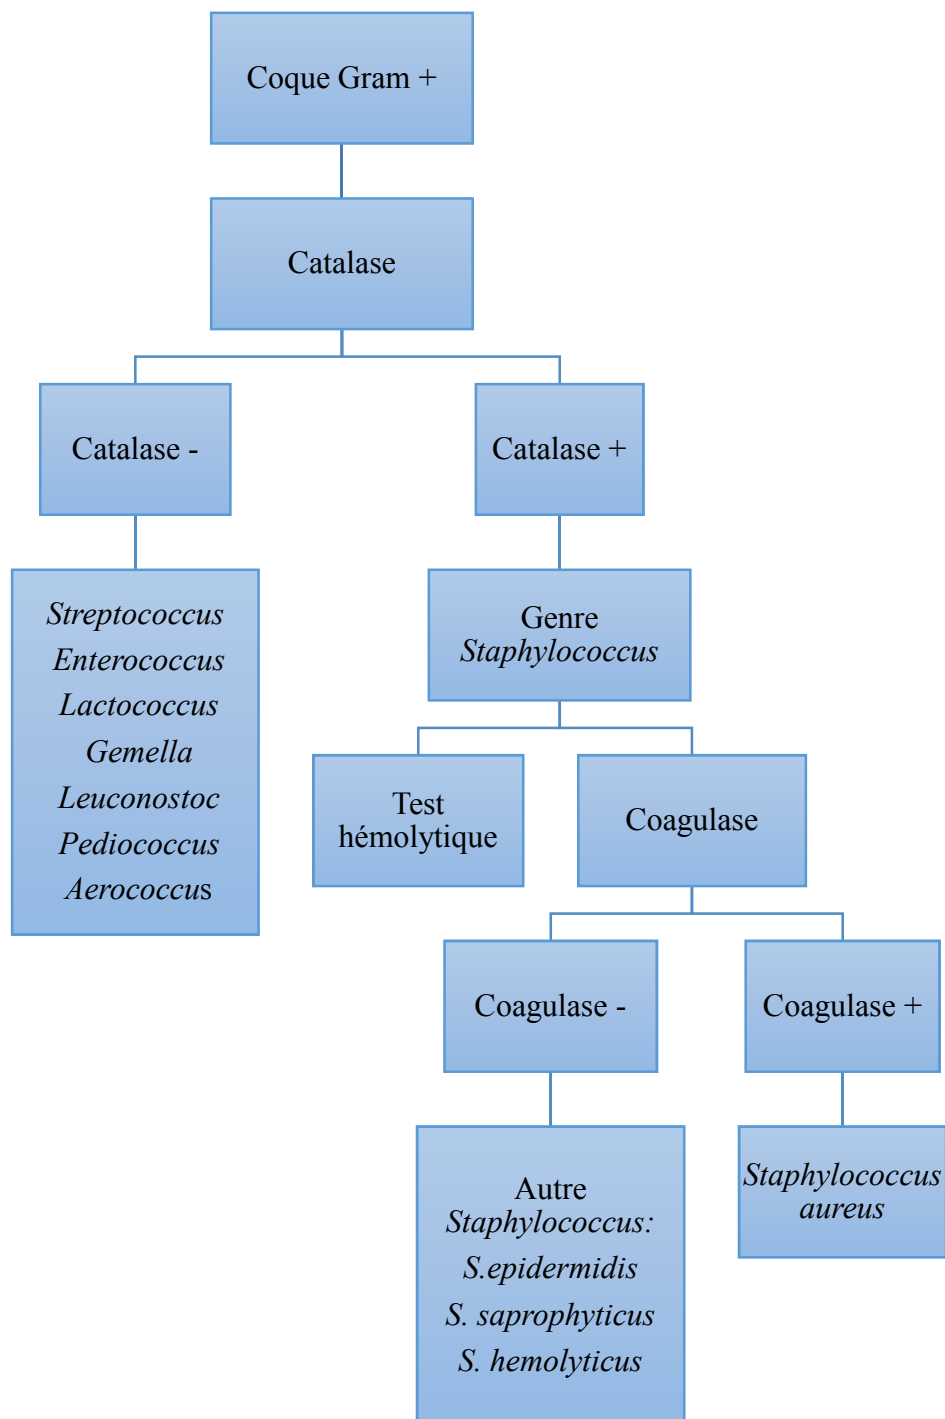 Coque Gram +
Catalase
Catalase -
Catalase +
Streptococcus
Enterococcus
Lactococcus
Gemella
Leuconostoc
Pediococcus
Aerococcus
Genre
Staphylococcus
Test
hémolytique
Coagulase
Coagulase -
Coagulase +
Autre
Staphylococcus:
S.epidermidis
S. saprophyticus
S. hemolyticus
Staphylococcus
aureus